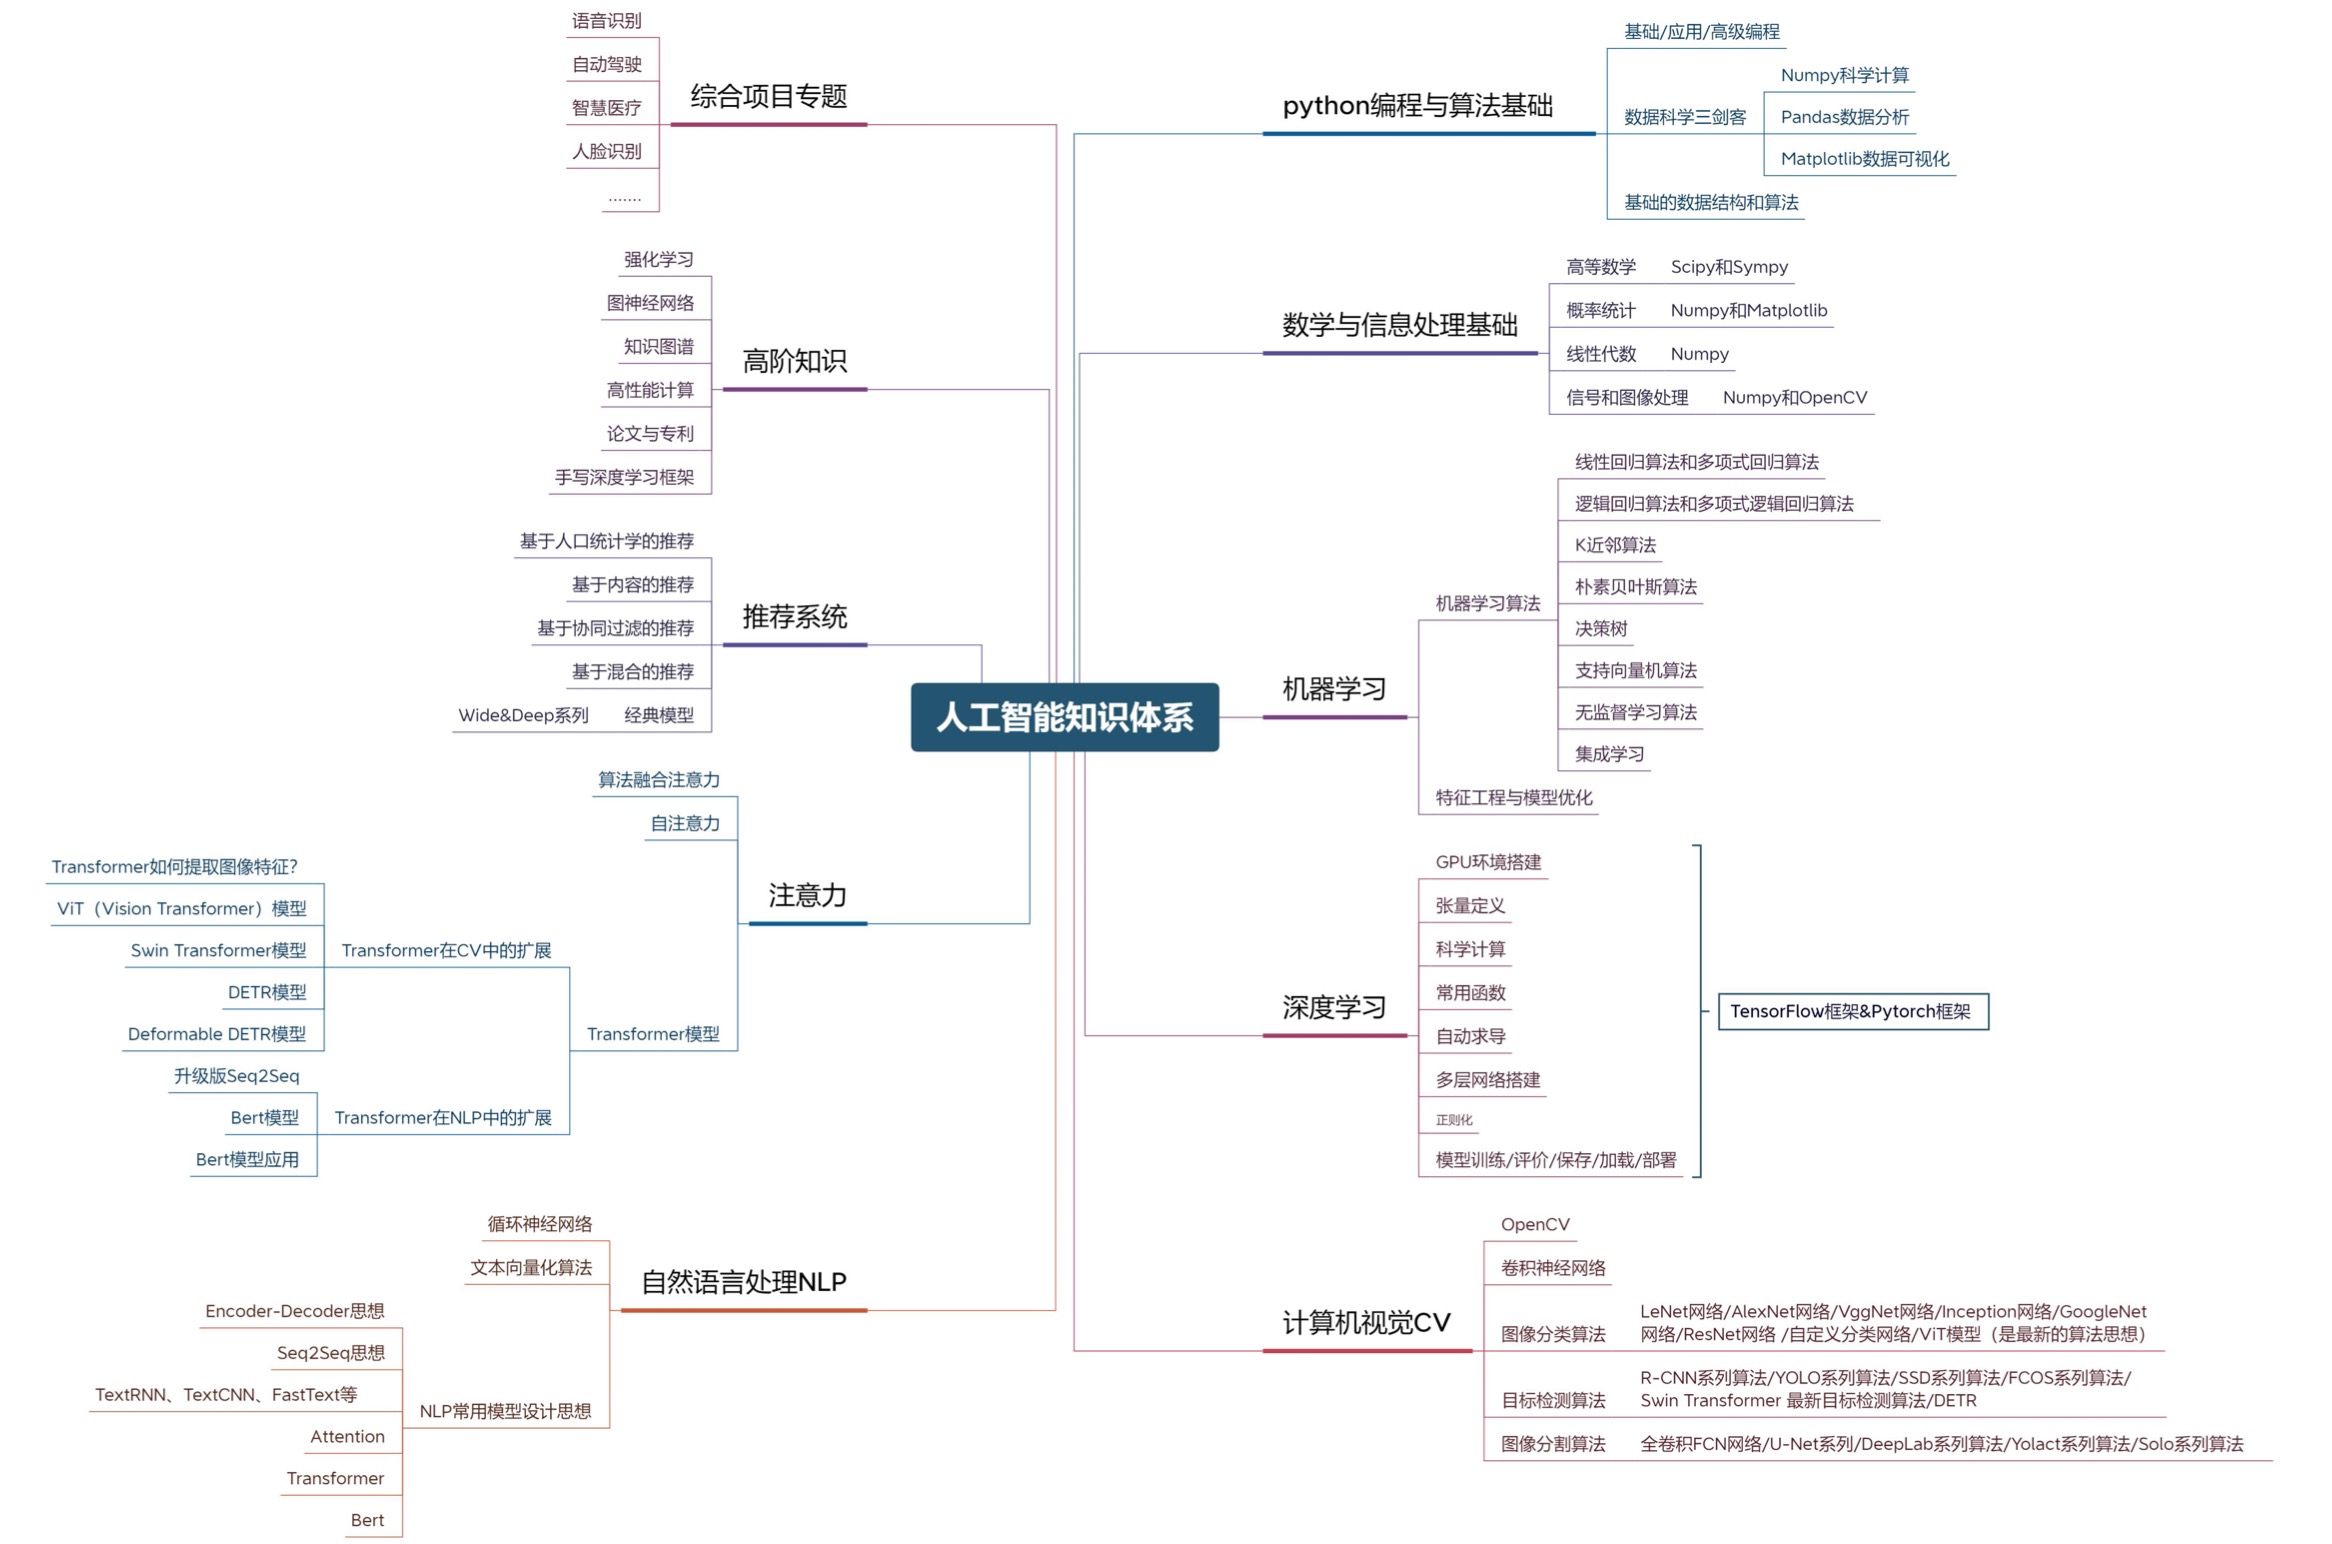 人工智能知识体系
python编程与算法基础
基础/应用/高级编程
数据科学三剑客
Numpy科学计算
Pandas数据分析
Matplotlib数据可视化
基础的数据结构和算法
数学与信息处理基础
高等数学 Scipy和Sympy
概率统计 Numpy和Matplotlib
线性代数 Numpy
信号和图像处理 Numpy和OpenCV
机器学习
机器学习算法
线性回归算法和多项式回归算法
逻辑回归算法和多项式逻辑回归算法
K近邻算法
朴素贝叶斯算法
决策树
支持向量机算法
无监督学习算法
集成学习
特征工程与模型优化
深度学习
GPU环境搭建
张量定义
科学计算
常用函数
自动求导
多层网络搭建
正则化
模型训练/评价/保存/加载/部署
TensorFlow框架&Pytorch框架
计算机视觉CV
OpenCV
卷积神经网络
图像分类算法
LeNet网络/AlexNet网络/VggNet网络/Inception网络/GoogleNet
网络/ResNet网络 /自定义分类网络/ViT模型（是最新的算法思想）
目标检测算法
R-CNN系列算法/YOLO系列算法/SSD系列算法/FCOS系列算法/
Swin Transformer 最新目标检测算法/DETR
图像分割算法
全卷积FCN网络/U-Net系列/DeepLab系列算法/Yolact系列算法/Solo系列算法
综合项目专题
语音识别
自动驾驶
智慧医疗
人脸识别
.......
高阶知识
强化学习
图神经网络
知识图谱
高性能计算
论文与专利
手写深度学习框架
推荐系统
基于人口统计学的推荐
基于内容的推荐
基于协同过滤的推荐
基于混合的推荐
Wide&Deep系列 经典模型
注意力
算法融合注意力
自注意力
Transformer模型
Transformer在CV中的扩展
Transformer如何提取图像特征?
ViT（Vision Transformer）模型
Swin Transformer模型
DETR模型
Deformable DETR模型
Transformer在NLP中的扩展
升级版Seq2Seq
Bert模型
Bert模型应用
自然语言处理NLP
循环神经网络
文本向量化算法
NLP常用模型设计思想
Encoder-Decoder思想
Seq2Seq思想
TextRNN、TextCNN、FastText等
Attention
Transformer
Bert